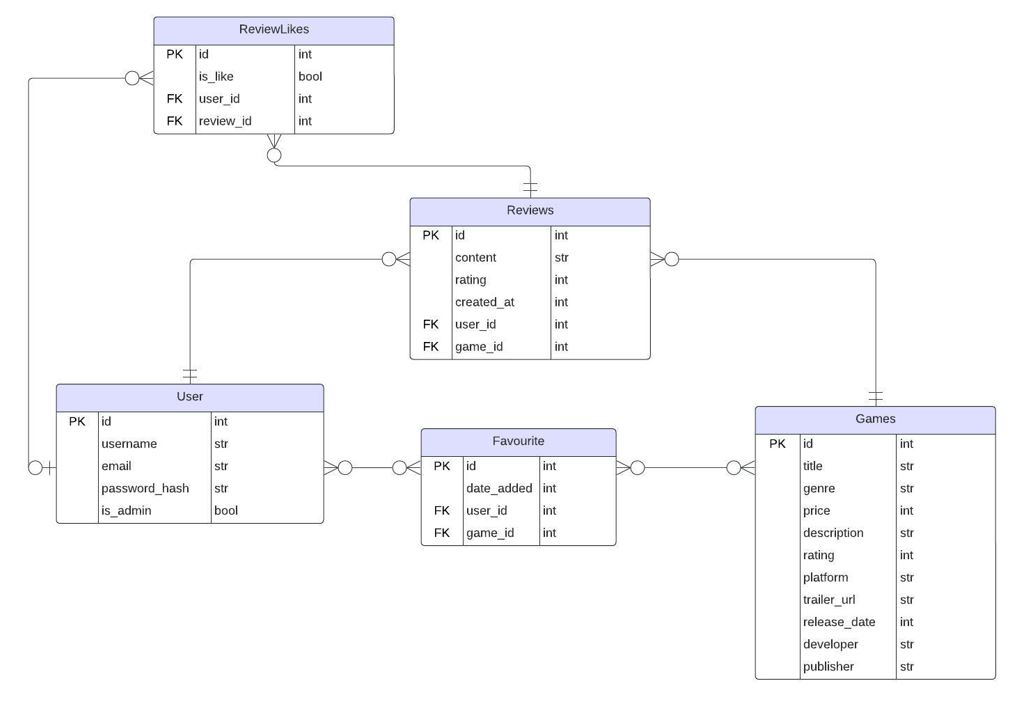 ReviewLikes
PK id int
is_like bool
FK user_id int
FK review_id int
Reviews
PK id int
content str
rating int
created_at int
FK user_id int
FK game_id int
User
PK id int
username str
email str
password_hash str
is_admin bool
Favourite
PK id int
date_added int
FK user_id int
FK game_id int
Games
PK id int
title str
genre str
price int
description str
rating int
platform str
trailer_url str
release_date int
developer str
publisher str